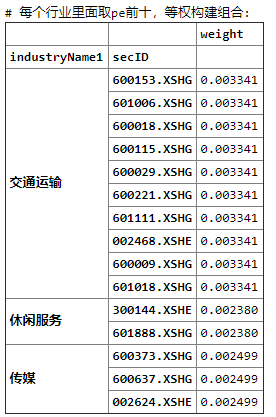 # 每个行业里面取pe前十，等权构建组合：
weight
industryName1 secID
交通运输 600153.XSHG 0.003341
601006.XSHG 0.003341
600018.XSHG 0.003341
600115.XSHG 0.003341
600029.XSHG 0.003341
600221.XSHG 0.003341
601111.XSHG 0.003341
002468.XSHE 0.003341
600009.XSHG 0.003341
601018.XSHG 0.003341
休闲服务 300144.XSHE 0.002380
601888.XSHG 0.002380
传媒 600373.XSHG 0.002499
600637.XSHG 0.002499
002624.XSHE 0.002499